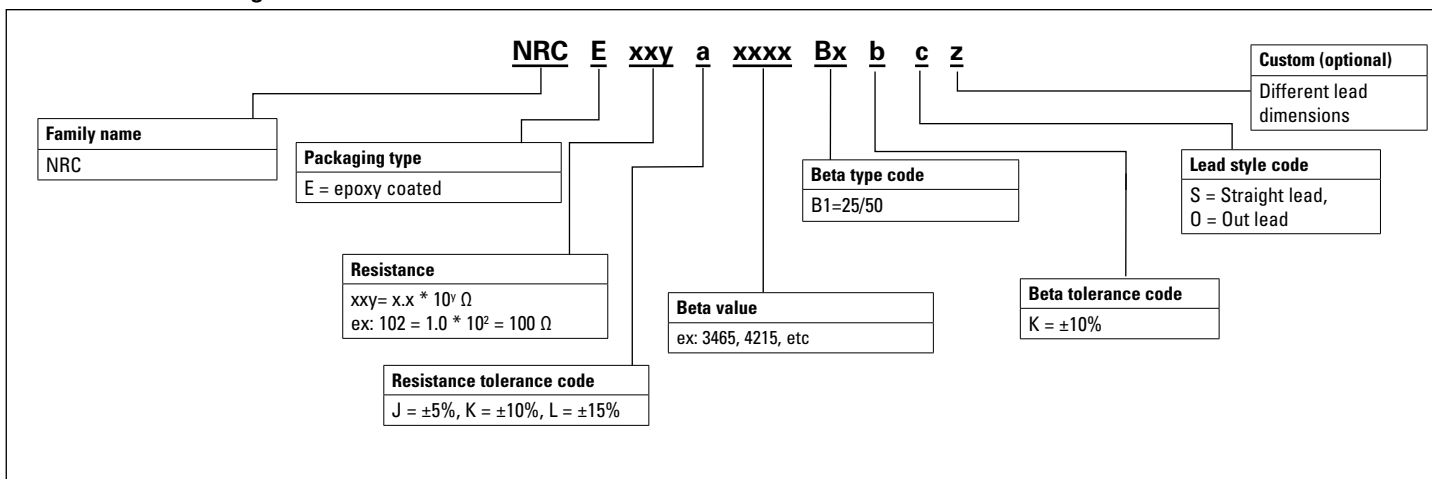 NRC E xxy a xxxx Bx b c z
Custom (optional)
Different lead
dimensions
Family name
NRC
Packaging type
E = epoxy coated
Beta type code
B1=25/50
Lead style code
S = Straight lead,
O = Out lead
Resistance
xxy= x.x * 10ʸ Ω
ex: 102 = 1.0 * 10² = 100 Ω
Beta value
ex: 3465, 4215, etc
Beta tolerance code
K = ±10%
Resistance tolerance code
J = ±5%, K = ±10%, L = ±15%